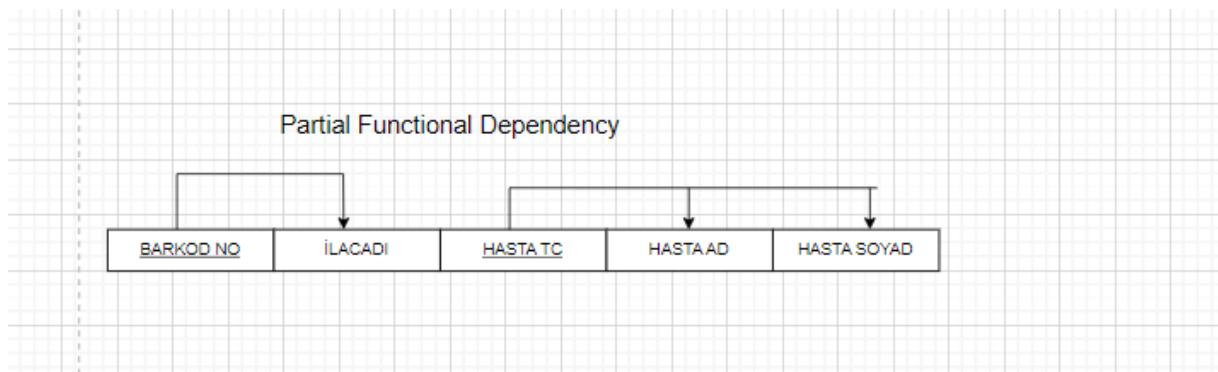 Partial Functional Dependency
BARKOD NO İLACADI HASTA TC HASTA AD HASTA SOYAD